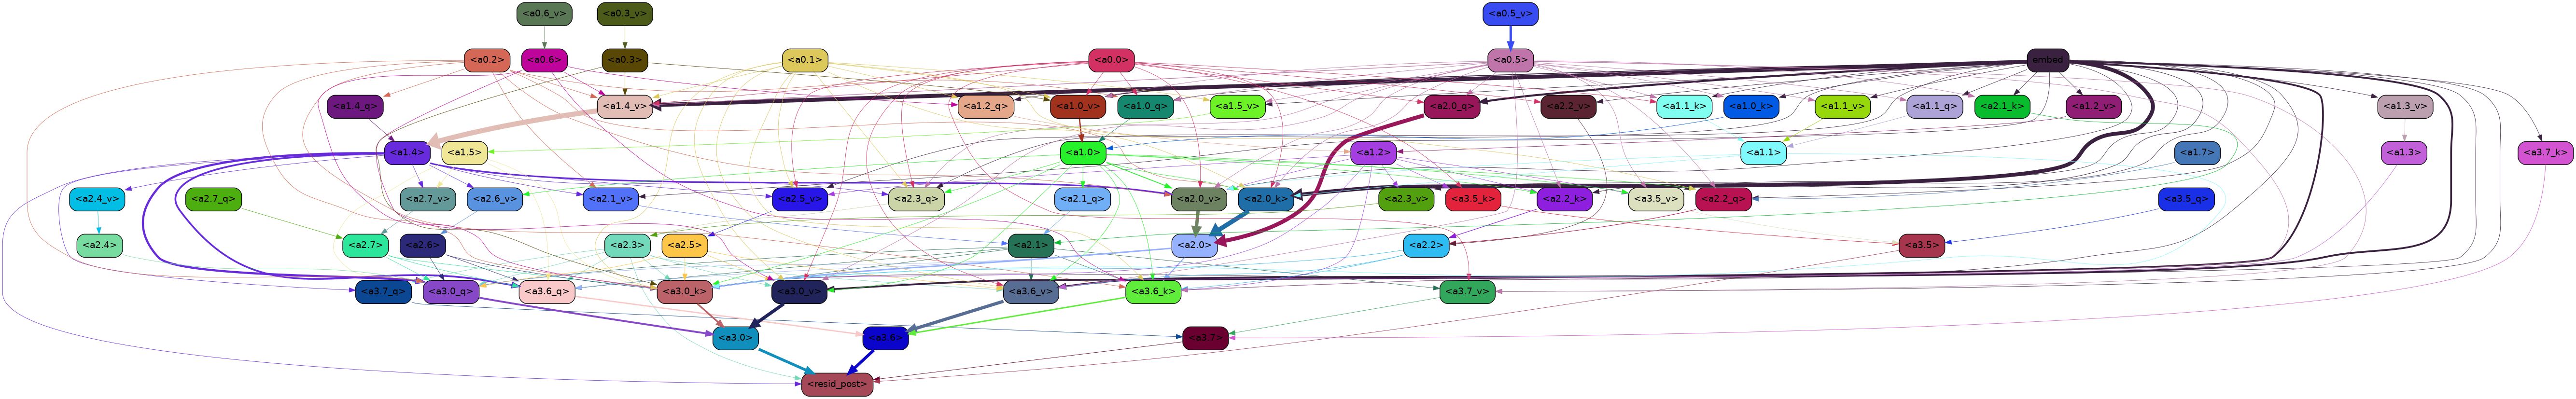 <a0.6_v> <a0.3_v> <a0.5_v>
<a0.2> <a0.6> <a0.3> <a0.1> <a0.0> <a0.5> embed
<a1.4_q> <a1.4_v> <a1.2_q> <a1.0_v> <a1.0_q> <a1.5_v> <a2.0_q> <a2.2_v> <a1.1_k> <a1.0_k> <a1.1_v> <a1.1_q> <a2.1_k> <a1.2_v> <a1.3_v>
<a1.4> <a1.5> <a1.0> <a1.2> <a1.1> <a1.7> <a1.3> <a3.7_k>
<a2.4_v> <a2.7_q> <a2.7_v> <a2.6_v> <a2.1_v> <a2.5_v> <a2.3_q> <a2.1_q> <a2.0_v> <a2.0_k> <a2.3_v> <a3.5_k> <a2.2_k> <a3.5_v> <a2.2_q> <a3.5_q>
<a2.4> <a2.7> <a2.6> <a2.3> <a2.5> <a2.1> <a2.0> <a2.2> <a3.5>
<a3.7_q> <a3.0_q> <a3.6_q> <a3.0_k> <a3.0_v> <a3.6_v> <a3.6_k> <a3.7_v>
<a3.0> <a3.6> <a3.7>
<resid_post>